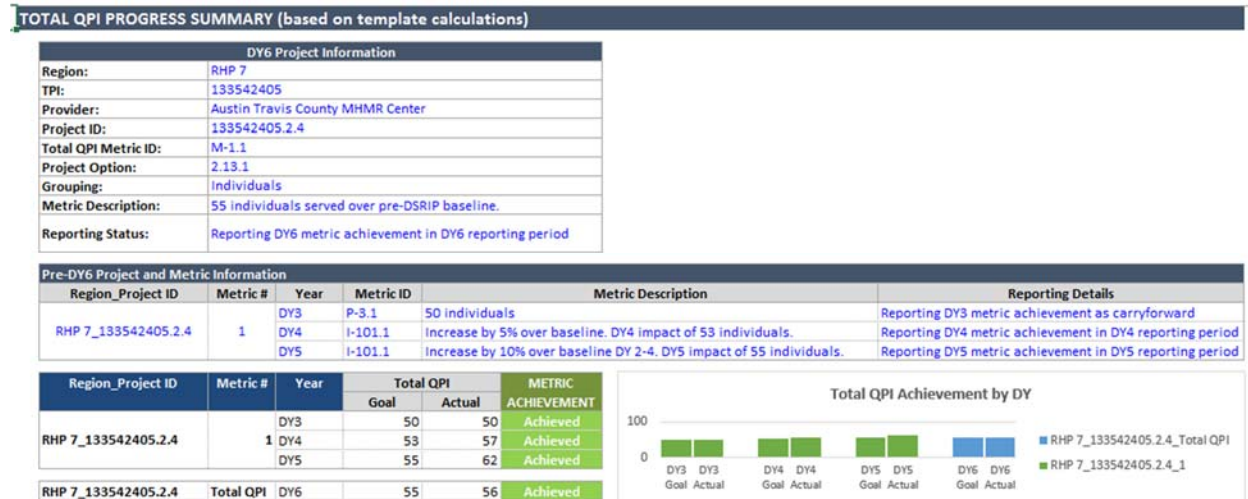 TOTAL QPI PROGRESS SUMMARY (based on template calculations)
DY6 Project Information
Region: RHP 7
TPI: 133542405
Provider: Austin Travis County MHMR Center
Project ID: 133542405.2.4
Total QPI Metric ID: M-1.1
Project Option: 2.13.1
Grouping: Individuals
Metric Description: 55 individuals served over pre-DSRIP baseline.
Reporting Status: Reporting DY6 metric achievement in DY6 reporting period
Pre-DY6 Project and Metric Information
Region_Project ID Metric # Year Metric ID Metric Description Reporting Details
DY3 P-3.1 50 individuals Reporting DY3 metric achievement as carryforward
RHP 7_133542405.2.4 1 DY4 I-101.1 Increase by 5% over baseline. DY4 impact of 53 individuals. Reporting DY4 metric achievement in DY4 reporting period
DY5 I-101.1 Increase by 10% over baseline DY 2-4. DY5 impact of 55 individuals. Reporting DY5 metric achievement in DY5 reporting period
Region_Project ID Metric # Year Total QPI METRIC
Goal Actual ACHIEVEMENT
DY3 50 50 Achieved
RHP 7_133542405.2.4 1 DY4 53 57 Achieved
DY5 55 62 Achieved
RHP 7_133542405.2.4 Total QPI DY6 55 56 Achieved
Total QPI Achievement by DY
100
0
DY3 DY3 DY4 DY4 DY5 DY5 DY6 DY6
Goal Actual Goal Actual Goal Actual Goal Actual
RHP 7_133542405.2.4_Total QPI
RHP 7_133542405.2.4_1